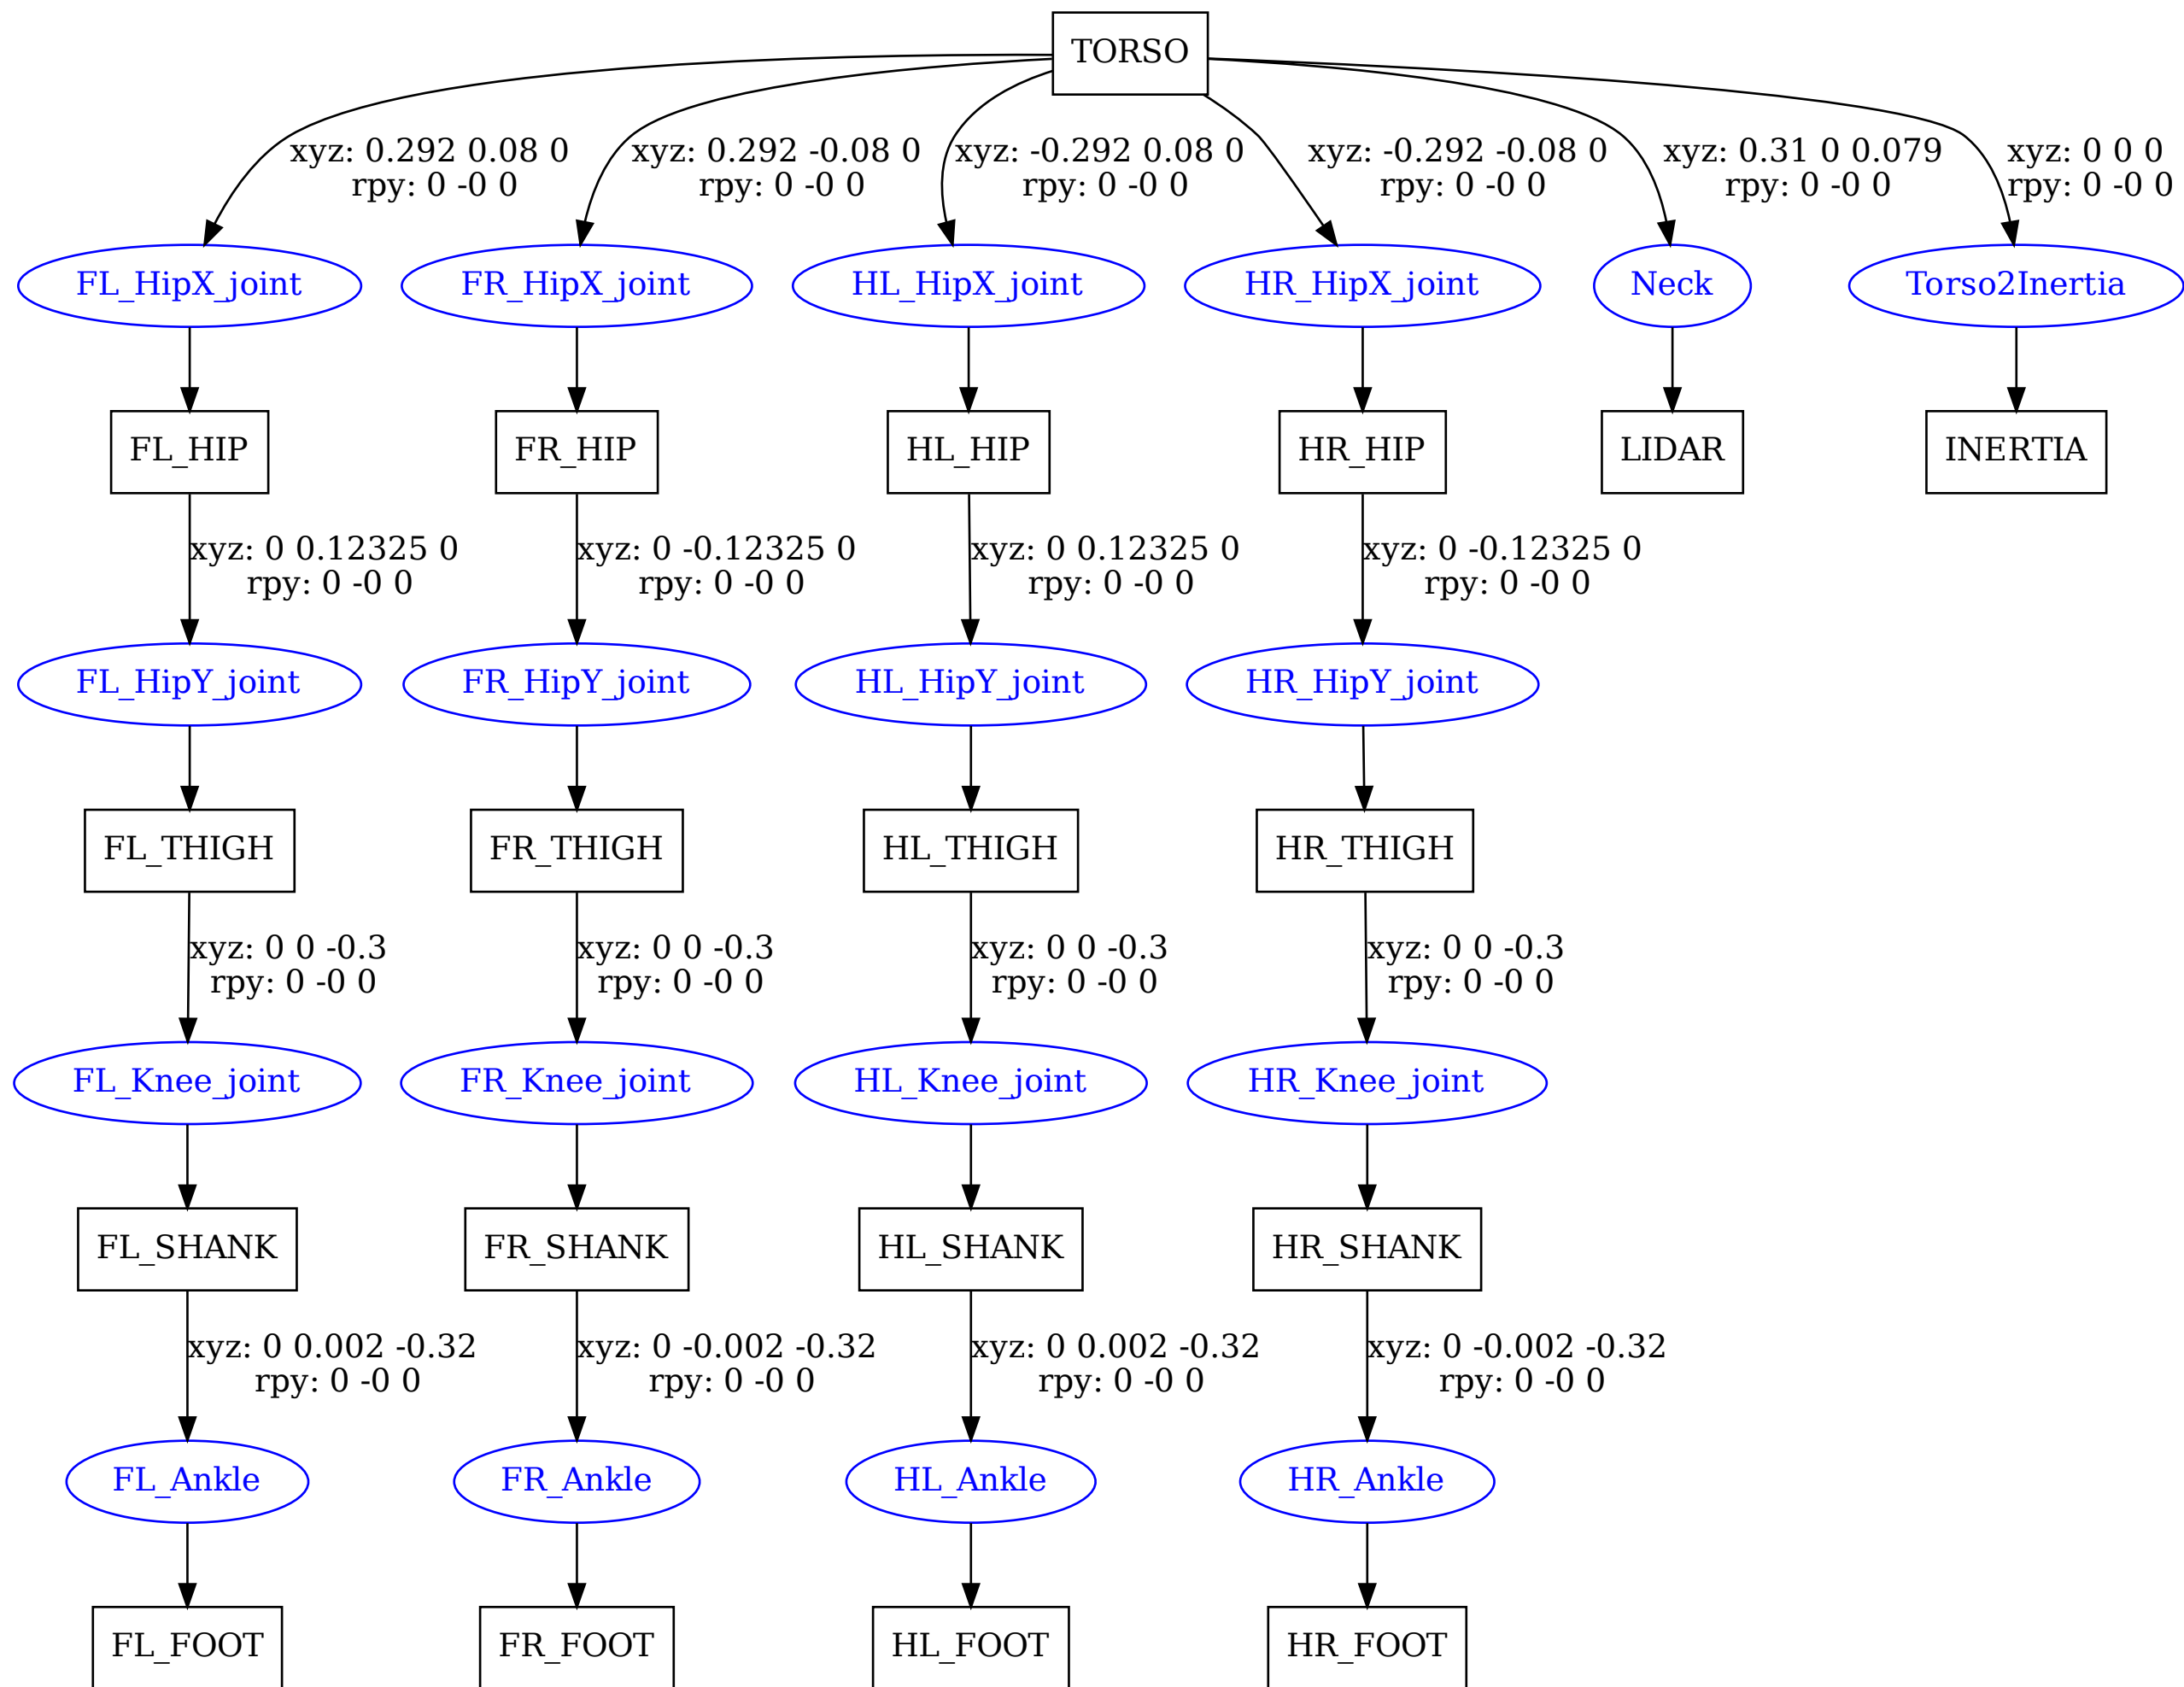 TORSO
xyz: 0.292 0.08 0
rpy: 0 -0 0
xyz: 0.292 -0.08 0
rpy: 0 -0 0
xyz: -0.292 0.08 0
rpy: 0 -0 0
xyz: -0.292 -0.08 0
rpy: 0 -0 0
xyz: 0.31 0 0.079
rpy: 0 -0 0
xyz: 0 0 0
rpy: 0 -0 0
FL_HipX_joint
FR_HipX_joint
HL_HipX_joint
HR_HipX_joint
Neck
Torso2Inertia
FL_HIP
FR_HIP
HL_HIP
HR_HIP
LIDAR
INERTIA
xyz: 0 0.12325 0
rpy: 0 -0 0
xyz: 0 -0.12325 0
rpy: 0 -0 0
xyz: 0 0.12325 0
rpy: 0 -0 0
xyz: 0 -0.12325 0
rpy: 0 -0 0
FL_HipY_joint
FR_HipY_joint
HL_HipY_joint
HR_HipY_joint
FL_THIGH
FR_THIGH
HL_THIGH
HR_THIGH
xyz: 0 0 -0.3
rpy: 0 -0 0
xyz: 0 0 -0.3
rpy: 0 -0 0
xyz: 0 0 -0.3
rpy: 0 -0 0
xyz: 0 0 -0.3
rpy: 0 -0 0
FL_Knee_joint
FR_Knee_joint
HL_Knee_joint
HR_Knee_joint
FL_SHANK
FR_SHANK
HL_SHANK
HR_SHANK
xyz: 0 0.002 -0.32
rpy: 0 -0 0
xyz: 0 -0.002 -0.32
rpy: 0 -0 0
xyz: 0 0.002 -0.32
rpy: 0 -0 0
xyz: 0 -0.002 -0.32
rpy: 0 -0 0
FL_Ankle
FR_Ankle
HL_Ankle
HR_Ankle
FL_FOOT
FR_FOOT
HL_FOOT
HR_FOOT